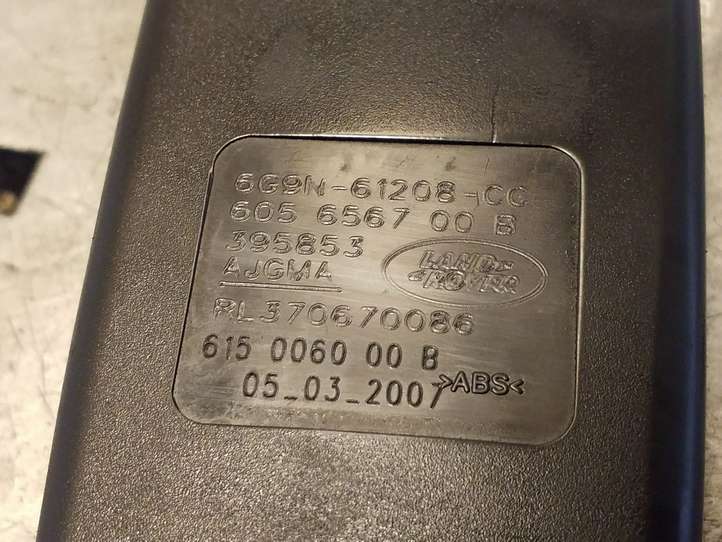 6G9N-61208-CC
605 6567 00 B
395853
AJGMA
LAND
ROVER
RL370670086
615 0060 00 B
05_03_2007
>ABS<